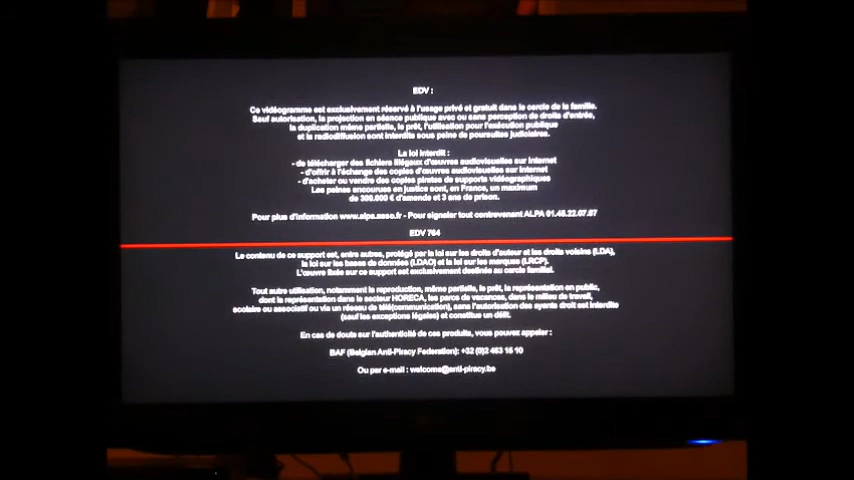 EDV :
Ce vidéogramme est exclusivement réservé à l'usage privé et gratuit dans le cercle de la famille.
Sauf autorisation, la projection en séance publique avec ou sans perception de droits d'entrée,
la duplication même partielle, le prêt, l'utilisation pour l'exécution publique
et la radiodiffusion sont interdits sous peine de poursuites judiciaires.
La loi interdit :
- de télécharger des fichiers illégaux d'œuvres audiovisuelles sur internet
- d'offrir à l'échange des copies d'œuvres audiovisuelles sur internet
- d'acheter ou vendre des copies pirates de supports vidéographiques
Les peines encourues en justice sont, en France, un maximum
de 300.000 € d'amende et 3 ans de prison.
Pour plus d'information www.alpa.asso.fr - Pour signaler tout contrevenant ALPA 01.45.22.07.07
EDV 764
Le contenu de ce support est, entre autres, protégé par la loi sur les droits d'auteur et les droits voisins (LDA),
la loi sur les bases de données (LDAO) et la loi sur les marques (LRCP).
L'œuvre fixée sur ce support est exclusivement destinée au cercle familial.
Tout autre utilisation, notamment la reproduction, même partielle, le prêt, la représentation en public,
dont la représentation dans le secteur HORECA, les parcs de vacances, dans le milieu de travail,
scolaire ou associatif ou via un réseau de télé(communication), sans l'autorisation des ayants droit est interdite
(sauf les exceptions légales) et constitue un délit.
En cas de doute sur l'authenticité de ces produits, vous pouvez appeler :
BAF (Belgian Anti-Piracy Federation): +32 (0)2 463 15 10
Ou par e-mail : welcome@anti-piracy.be